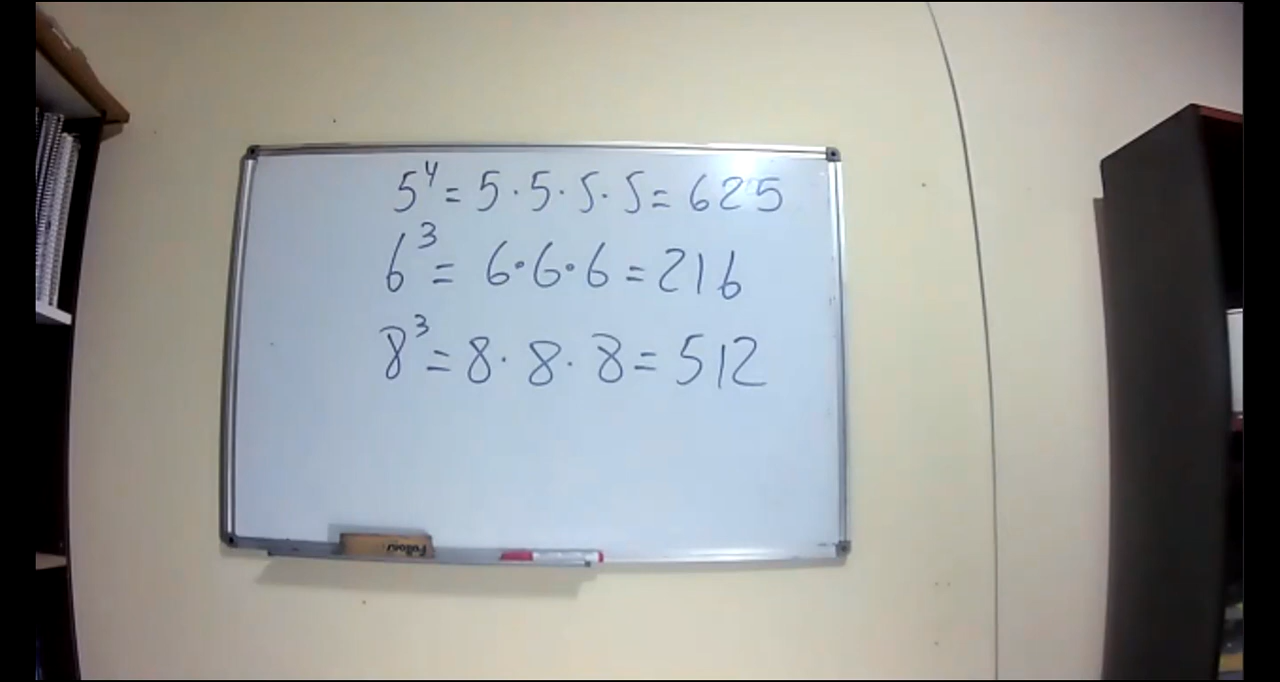 5⁴ = 5 · 5 · 5 · 5 = 625
6³ = 6 · 6 · 6 = 216
8³ = 8 · 8 · 8 = 512